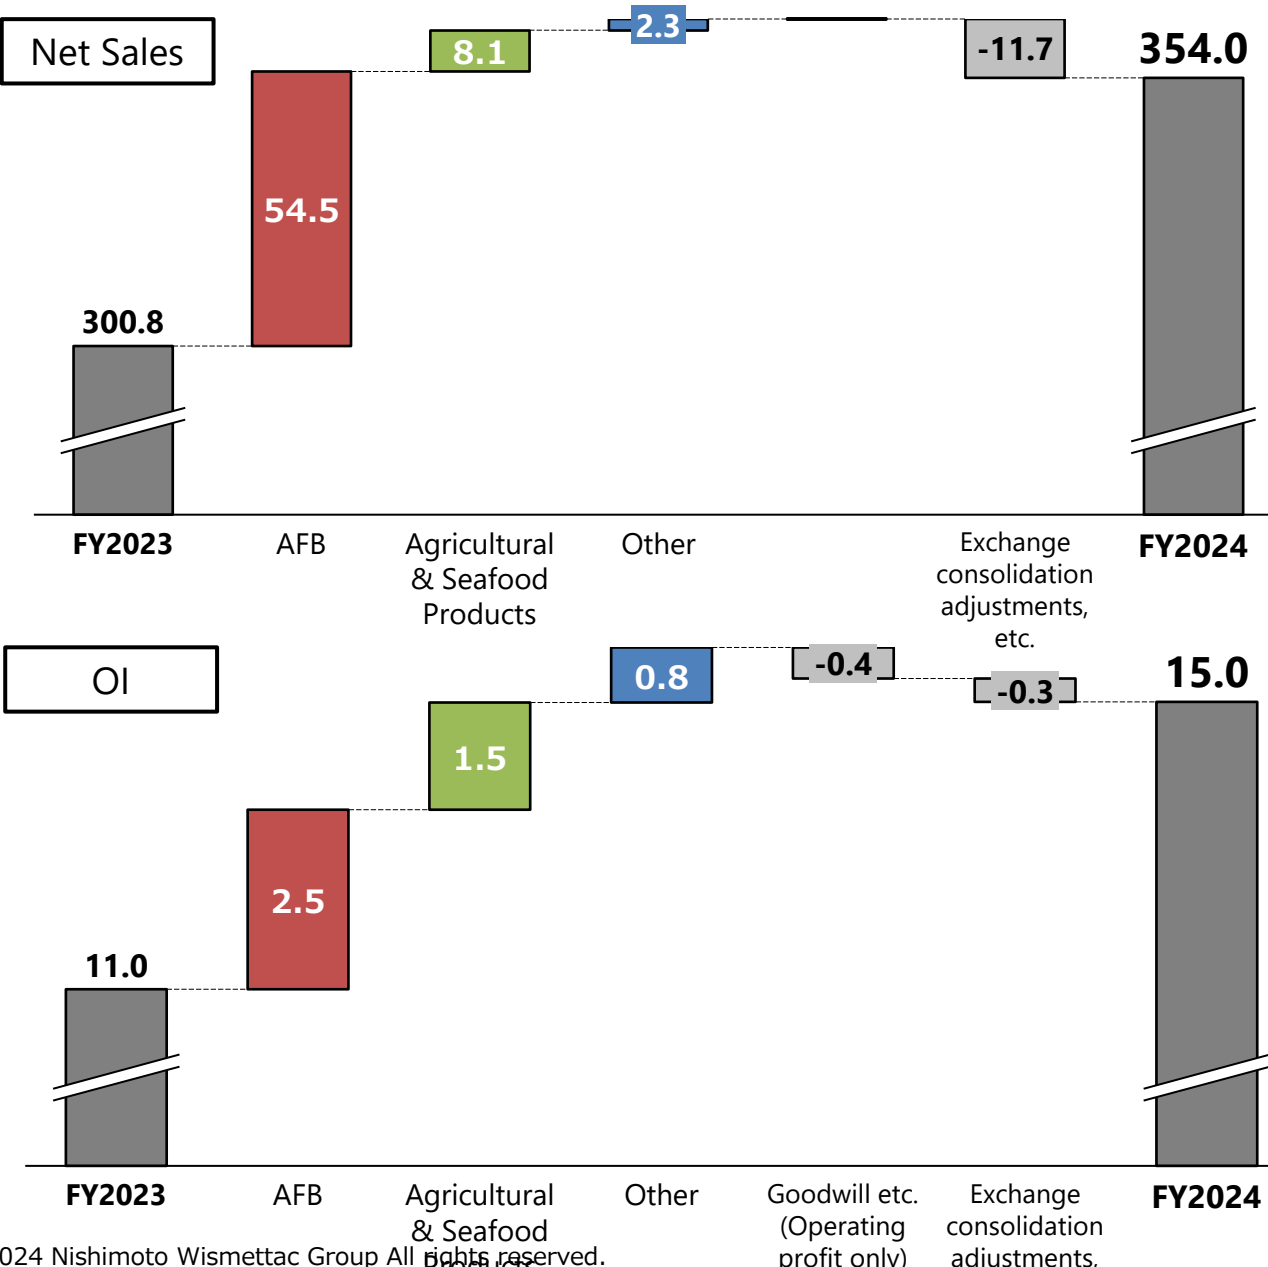 Net Sales
8.1
2.3
-11.7
354.0
54.5
300.8
FY2023
AFB
Agricultural
& Seafood
Products
Other
Exchange
consolidation
adjustments,
etc.
FY2024
OI
0.8
-0.4
-0.3
15.0
1.5
2.5
11.0
FY2023
AFB
Agricultural
& Seafood
Products
Other
Goodwill etc.
(Operating
profit only)
Exchange
consolidation
adjustments,
FY2024
024 Nishimoto Wismettac Group All rights reserved.